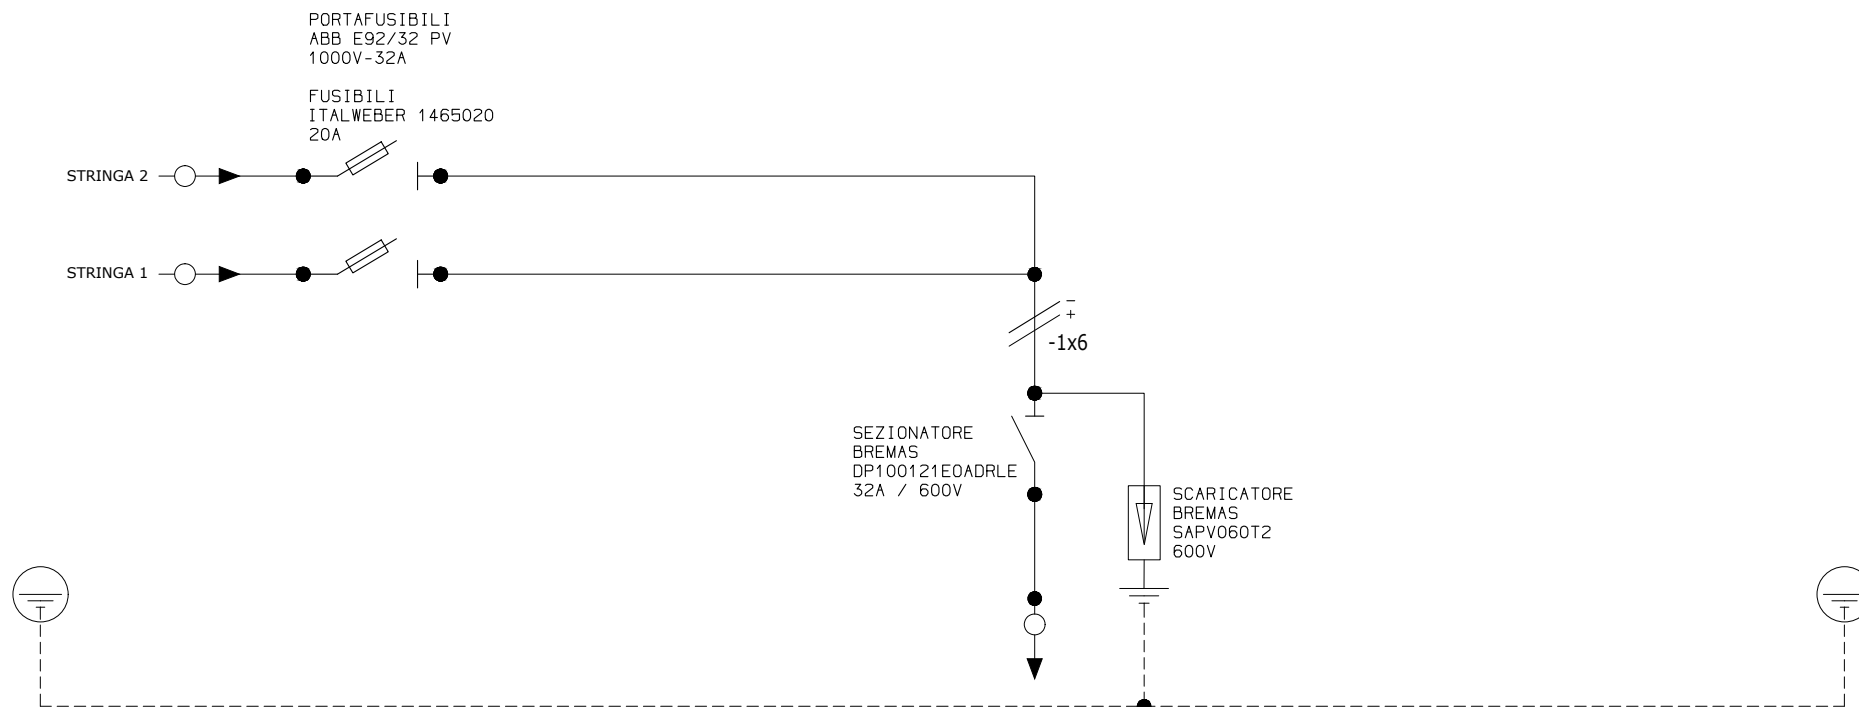 PORTAFUSIBILI
ABB E92/32 PV
1000V-32A
FUSIBILI
ITALWEBER 1465020
20A
STRINGA 2
STRINGA 1
-
+
-1x6
SEZIONATORE
BREMAS
DP100121E0ADRLE
32A / 600V
SCARICATORE
BREMAS
SAPV060T2
600V